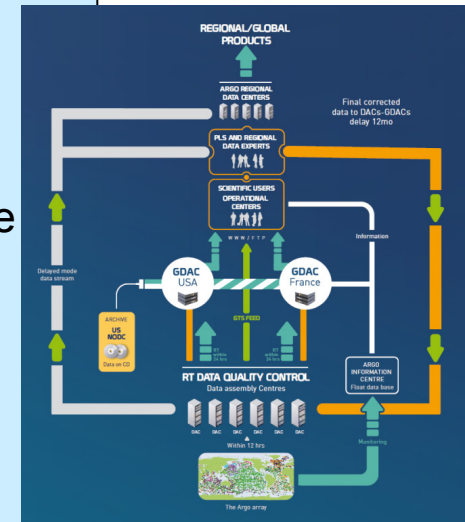 REGIONAL/GLOBAL
PRODUCTS
ARGO REGIONAL
DATA CENTERS
Final corrected
data to DACs-GDACs
delay 12mo
PLS AND REGIONAL
DATA EXPERTS
SCIENTIFIC USERS
OPERATIONAL
CENTERS
e
WWW/FTP
Information
Delayed mode
data stream
GDAC
USA
GDAC
France
ARCHIVE
US
NODC
Data on CD
GTS FEED
RT
within
24 hrs
RT
within
24 hrs
ARGO
INFORMATION
CENTRE
Float data base
RT DATA QUALITY CONTROL
Data assembly Centres
DAC DAC DAC DAC DAC DAC
Within 12 hrs
Monitoring
The Argo array